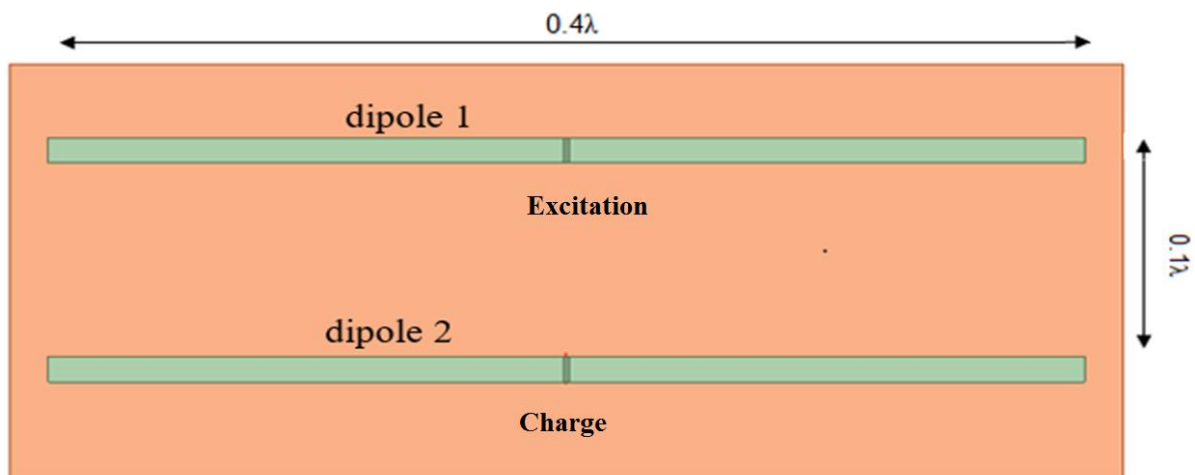 0.4λ
dipole 1
Excitation
0.1λ
dipole 2
Charge